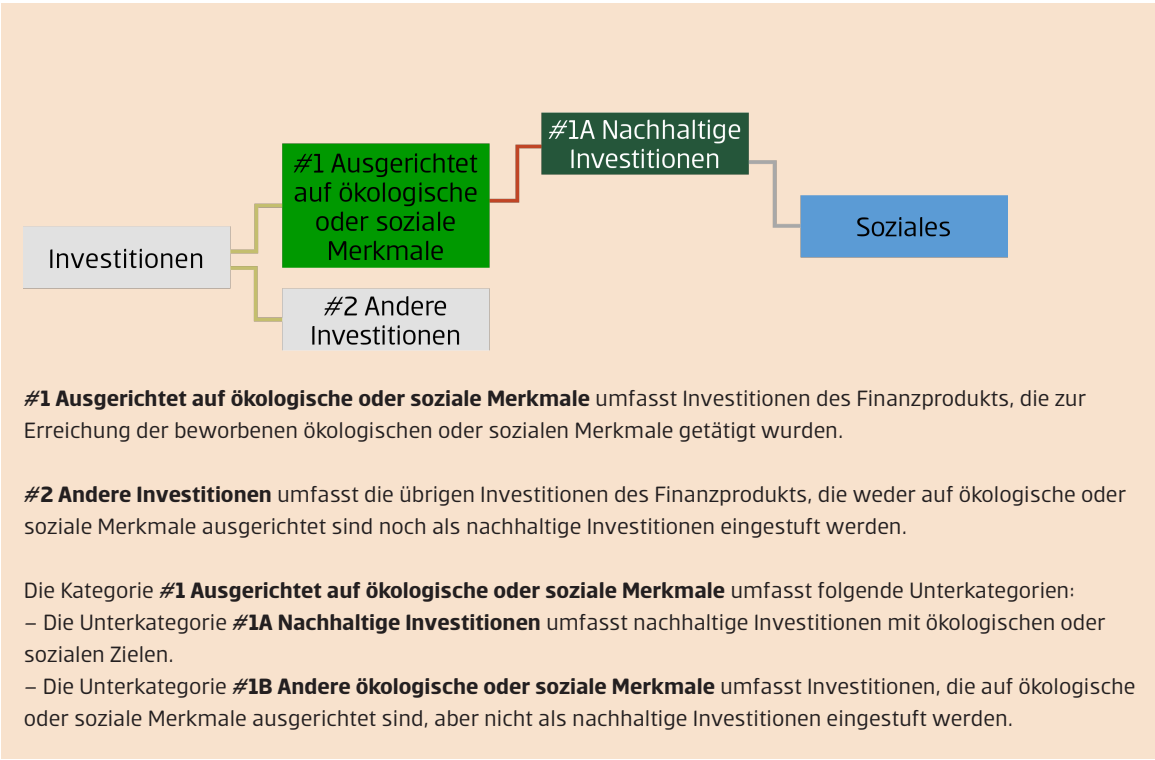 #1A Nachhaltige
Investitionen
#1 Ausgerichtet
auf ökologische
oder soziale
Merkmale
Soziales
Investitionen
#2 Andere
Investitionen
#1 Ausgerichtet auf ökologische oder soziale Merkmale umfasst Investitionen des Finanzprodukts, die zur
Erreichung der beworbenen ökologischen oder sozialen Merkmale getätigt wurden.
#2 Andere Investitionen umfasst die übrigen Investitionen des Finanzprodukts, die weder auf ökologische oder
soziale Merkmale ausgerichtet sind noch als nachhaltige Investitionen eingestuft werden.
Die Kategorie #1 Ausgerichtet auf ökologische oder soziale Merkmale umfasst folgende Unterkategorien:
– Die Unterkategorie #1A Nachhaltige Investitionen umfasst nachhaltige Investitionen mit ökologischen oder
sozialen Zielen.
– Die Unterkategorie #1B Andere ökologische oder soziale Merkmale umfasst Investitionen, die auf ökologische
oder soziale Merkmale ausgerichtet sind, aber nicht als nachhaltige Investitionen eingestuft werden.